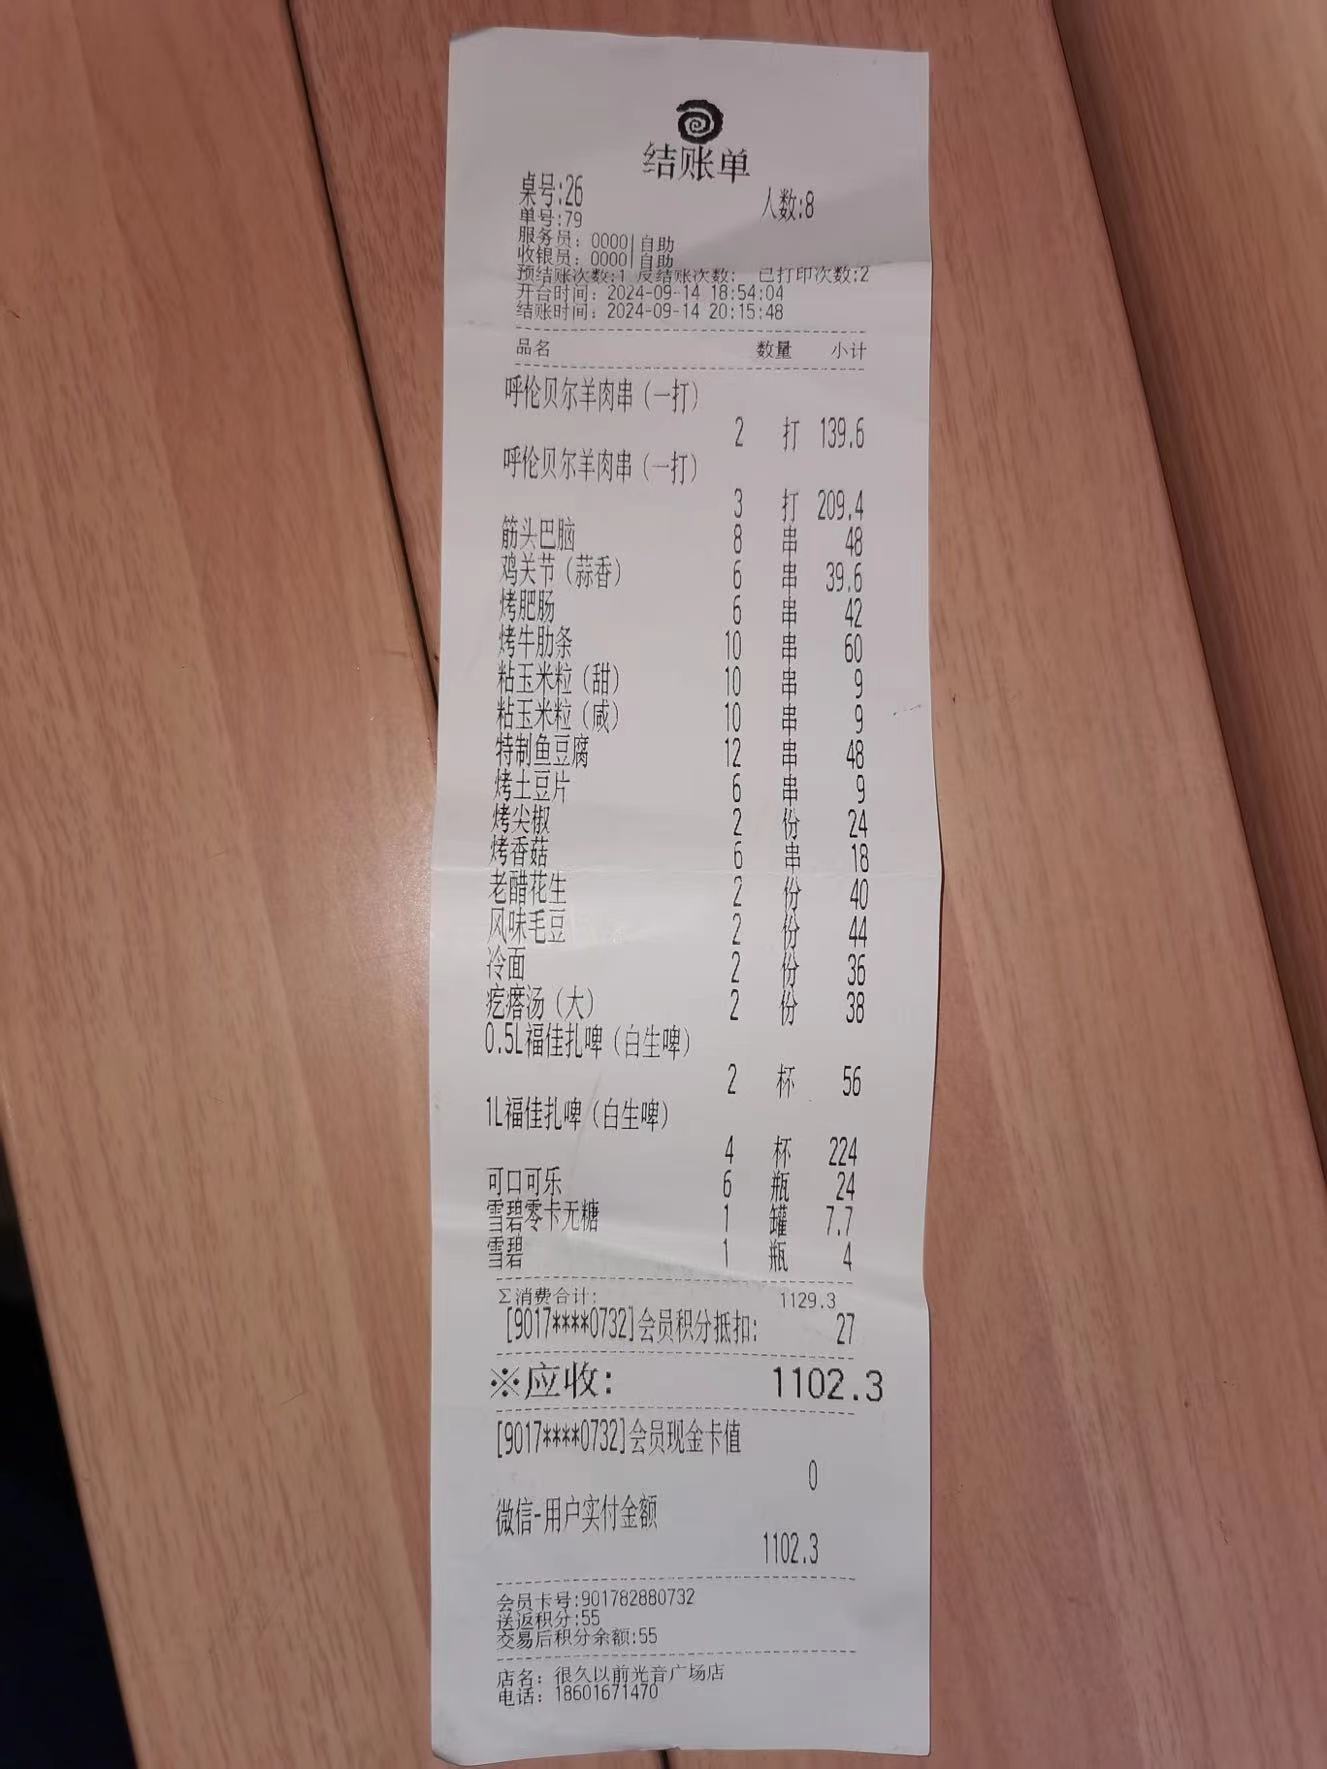 结账单
桌号:26 人数:8
单号:79
服务员: 0000|自助
收银员: 0000|自助
预结账次数:1 反结账次数: 已打印次数:2
开台时间: 2024-09-14 18:54:04
结账时间: 2024-09-14 20:15:48
品名 数量 小计
呼伦贝尔羊肉串(一打)
2 打 139.6
呼伦贝尔羊肉串(一打)
3 打 209.4
筋头巴脑 8 串 48
鸡关节(蒜香) 6 串 39.6
烤肥肠 6 串 42
烤牛肋条 10 串 60
粘玉米粒(甜) 10 串 9
粘玉米粒(咸) 10 串 9
特制鱼豆腐 12 串 48
烤土豆片 6 串 9
烤尖椒 2 份 24
烤香菇 6 串 18
老醋花生 2 份 40
风味毛豆 2 份 44
冷面 2 份 36
疙瘩汤(大) 2 份 38
0.5L福佳扎啤(白生啤)
2 杯 56
1L福佳扎啤(白生啤)
4 杯 224
可口可乐 6 瓶 24
雪碧零卡无糖 1 罐 7.7
雪碧 1 瓶 4
Σ消费合计: 1129.3
[9017****0732]会员积分抵扣: 27
※应收: 1102.3
[9017****0732]会员现金卡值
0
微信-用户实付金额
1102.3
会员卡号:901782880732
送返积分:55
交易后积分余额:55
店名: 很久以前光音广场店
电话: 18601671470